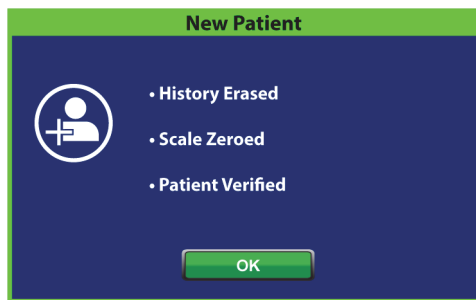 New Patient
• History Erased
• Scale Zeroed
• Patient Verified
OK